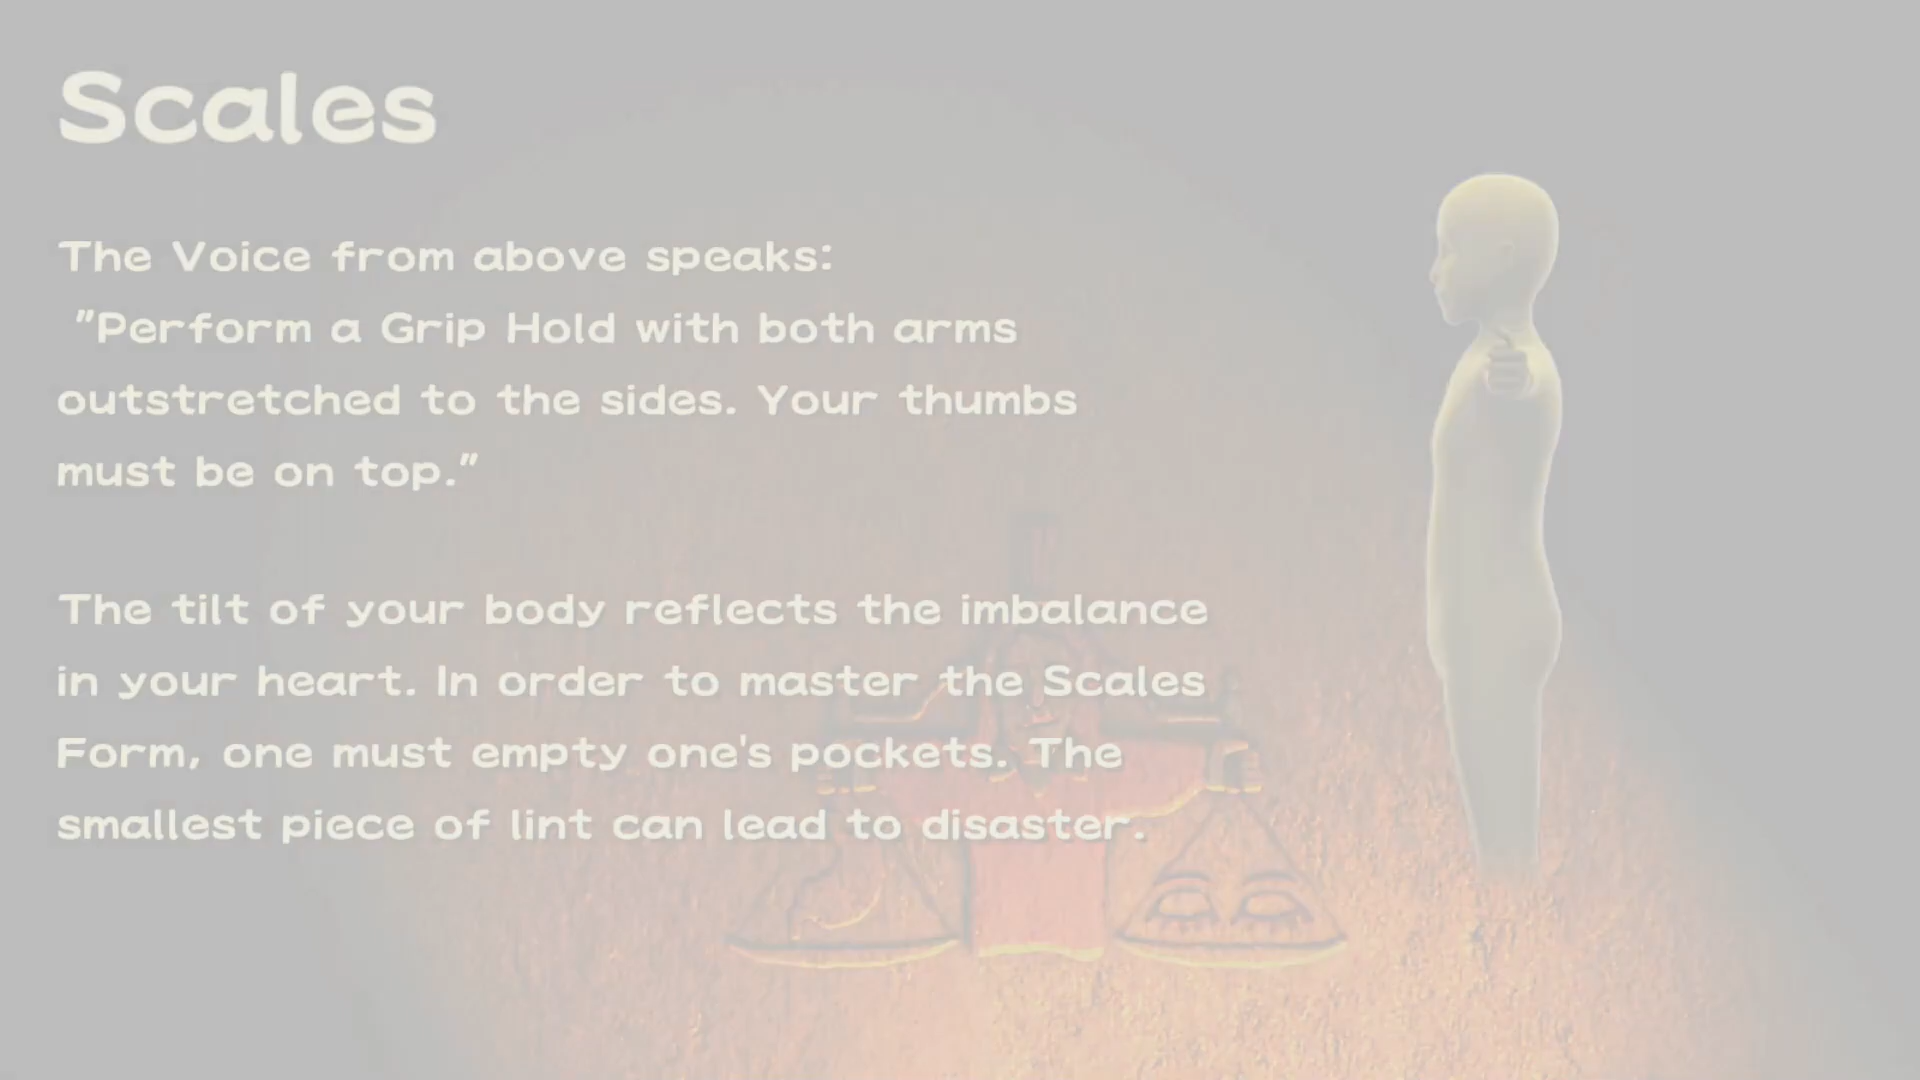 Scales
The Voice from above speaks:
"Perform a Grip Hold with both arms
outstretched to the sides. Your thumbs
must be on top."
The tilt of your body reflects the imbalance
in your heart. In order to master the Scales
Form, one must empty one's pockets. The
smallest piece of lint can lead to disaster.